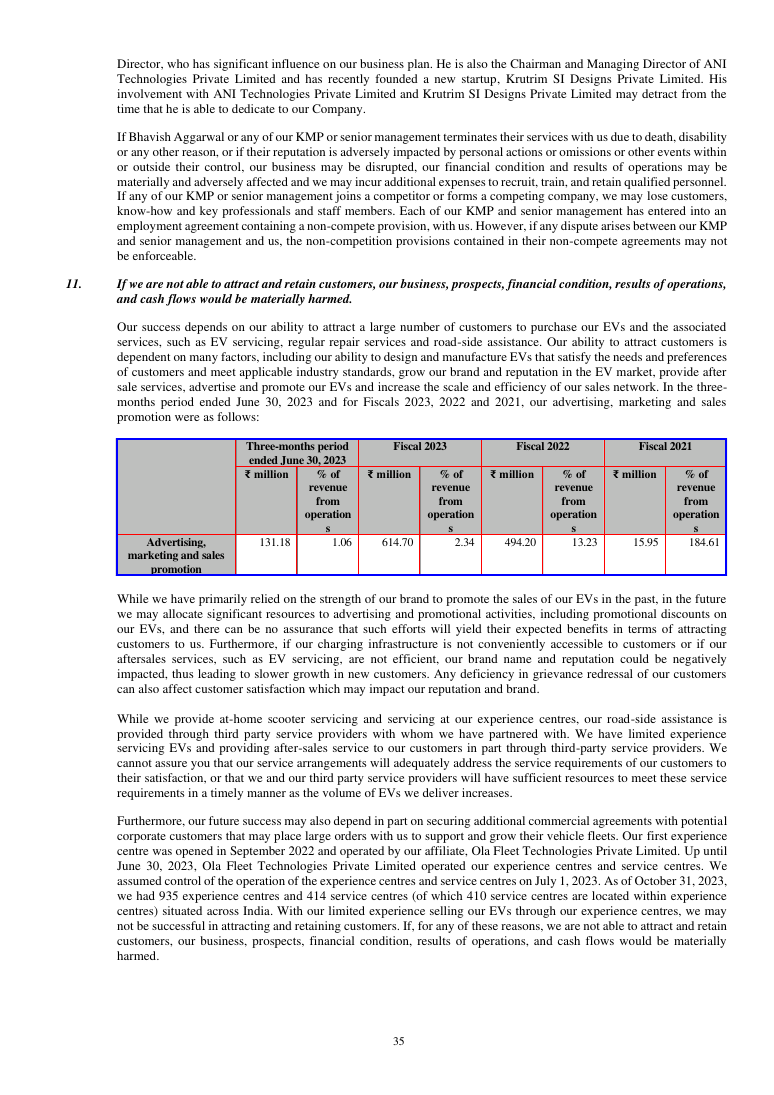 Director, who has significant influence on our business plan. He is also the Chairman and Managing Director of ANI
Technologies Private Limited and has recently founded a new startup, Krutrim SI Designs Private Limited. His
involvement with ANI Technologies Private Limited and Krutrim SI Designs Private Limited may detract from the
time that he is able to dedicate to our Company.
If Bhavish Aggarwal or any of our KMP or senior management terminates their services with us due to death, disability
or any other reason, or if their reputation is adversely impacted by personal actions or omissions or other events within
or outside their control, our business may be disrupted, our financial condition and results of operations may be
materially and adversely affected and we may incur additional expenses to recruit, train, and retain qualified personnel.
If any of our KMP or senior management joins a competitor or forms a competing company, we may lose customers,
know-how and key professionals and staff members. Each of our KMP and senior management has entered into an
employment agreement containing a non-compete provision, with us. However, if any dispute arises between our KMP
and senior management and us, the non-competition provisions contained in their non-compete agreements may not
be enforceable.
11. If we are not able to attract and retain customers, our business, prospects, financial condition, results of operations,
and cash flows would be materially harmed.
Our success depends on our ability to attract a large number of customers to purchase our EVs and the associated
services, such as EV servicing, regular repair services and road-side assistance. Our ability to attract customers is
dependent on many factors, including our ability to design and manufacture EVs that satisfy the needs and preferences
of customers and meet applicable industry standards, grow our brand and reputation in the EV market, provide after
sale services, advertise and promote our EVs and increase the scale and efficiency of our sales network. In the three-
months period ended June 30, 2023 and for Fiscals 2023, 2022 and 2021, our advertising, marketing and sales
promotion were as follows:
Three-months period Fiscal 2023 Fiscal 2022 Fiscal 2021
ended June 30, 2023
₹ million % of ₹ million % of ₹ million % of ₹ million % of
revenue revenue revenue revenue
from from from from
operation operation operation operation
s s s s
Advertising, 131.18 1.06 614.70 2.34 494.20 13.23 15.95 184.61
marketing and sales
promotion
While we have primarily relied on the strength of our brand to promote the sales of our EVs in the past, in the future
we may allocate significant resources to advertising and promotional activities, including promotional discounts on
our EVs, and there can be no assurance that such efforts will yield their expected benefits in terms of attracting
customers to us. Furthermore, if our charging infrastructure is not conveniently accessible to customers or if our
aftersales services, such as EV servicing, are not efficient, our brand name and reputation could be negatively
impacted, thus leading to slower growth in new customers. Any deficiency in grievance redressal of our customers
can also affect customer satisfaction which may impact our reputation and brand.
While we provide at-home scooter servicing and servicing at our experience centres, our road-side assistance is
provided through third party service providers with whom we have partnered with. We have limited experience
servicing EVs and providing after-sales service to our customers in part through third-party service providers. We
cannot assure you that our service arrangements will adequately address the service requirements of our customers to
their satisfaction, or that we and our third party service providers will have sufficient resources to meet these service
requirements in a timely manner as the volume of EVs we deliver increases.
Furthermore, our future success may also depend in part on securing additional commercial agreements with potential
corporate customers that may place large orders with us to support and grow their vehicle fleets. Our first experience
centre was opened in September 2022 and operated by our affiliate, Ola Fleet Technologies Private Limited. Up until
June 30, 2023, Ola Fleet Technologies Private Limited operated our experience centres and service centres. We
assumed control of the operation of the experience centres and service centres on July 1, 2023. As of October 31, 2023,
we had 935 experience centres and 414 service centres (of which 410 service centres are located within experience
centres) situated across India. With our limited experience selling our EVs through our experience centres, we may
not be successful in attracting and retaining customers. If, for any of these reasons, we are not able to attract and retain
customers, our business, prospects, financial condition, results of operations, and cash flows would be materially
harmed.
35